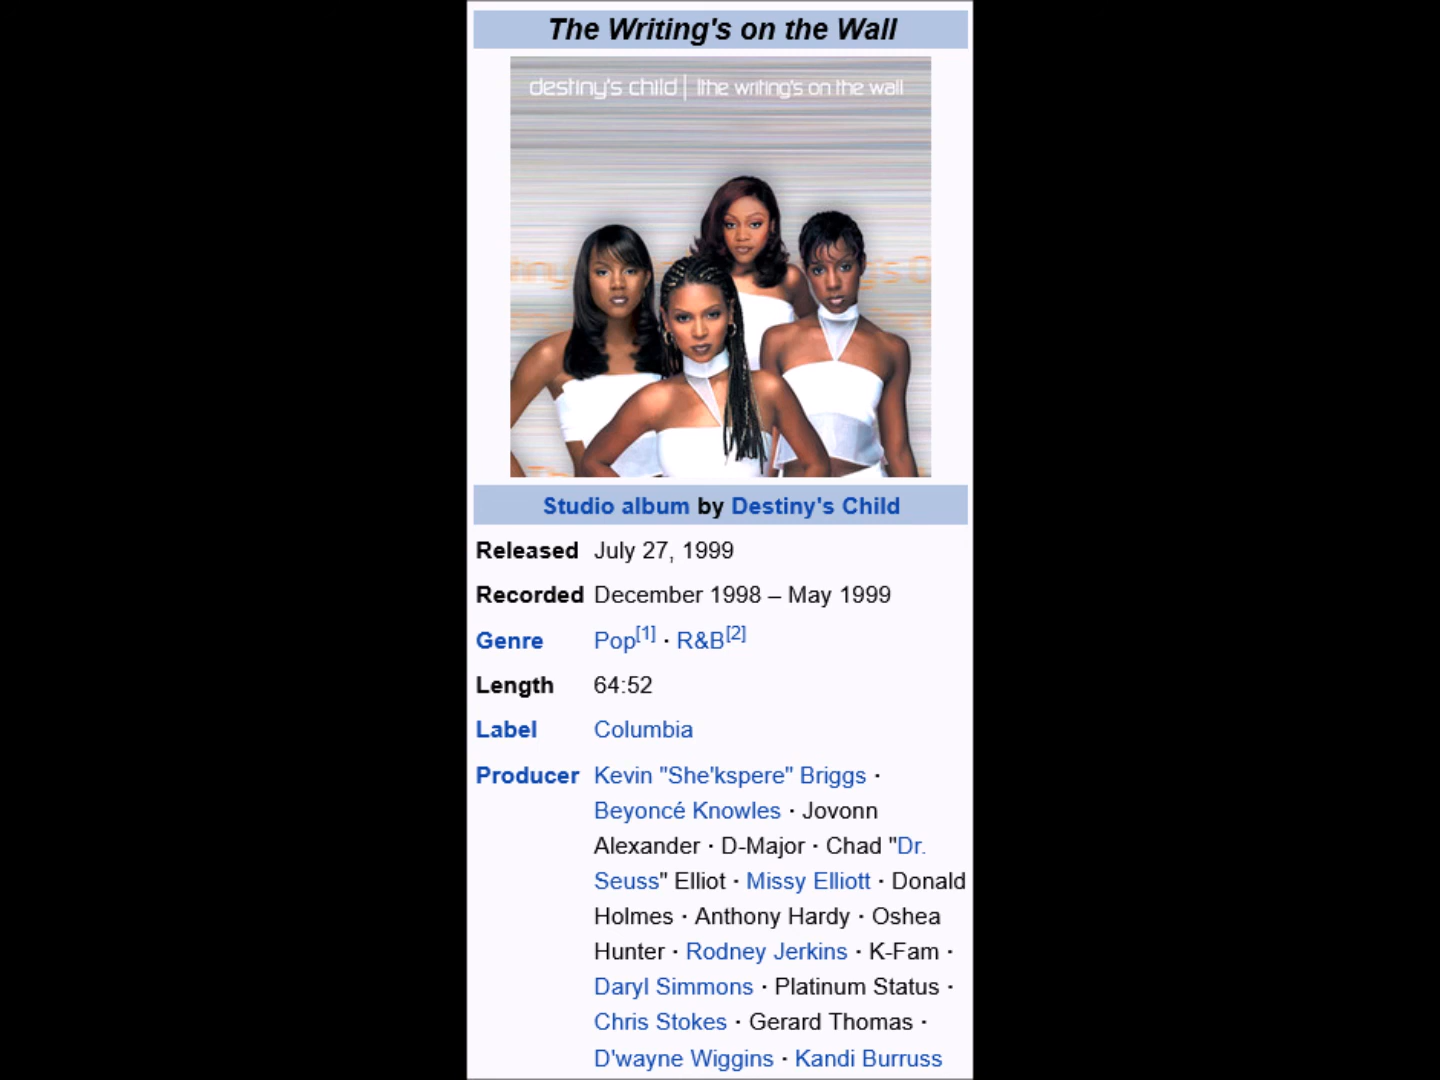 The Writing's on the Wall
destiny's child | the writing's on the wall
Studio album by Destiny's Child
Released July 27, 1999
Recorded December 1998 – May 1999
Genre Pop[1] · R&B[2]
Length 64:52
Label Columbia
Producer Kevin "She'kspere" Briggs ·
Beyoncé Knowles · Jovonn
Alexander · D-Major · Chad "Dr.
Seuss" Elliot · Missy Elliott · Donald
Holmes · Anthony Hardy · Oshea
Hunter · Rodney Jerkins · K-Fam ·
Daryl Simmons · Platinum Status ·
Chris Stokes · Gerard Thomas ·
D'wayne Wiggins · Kandi Burruss